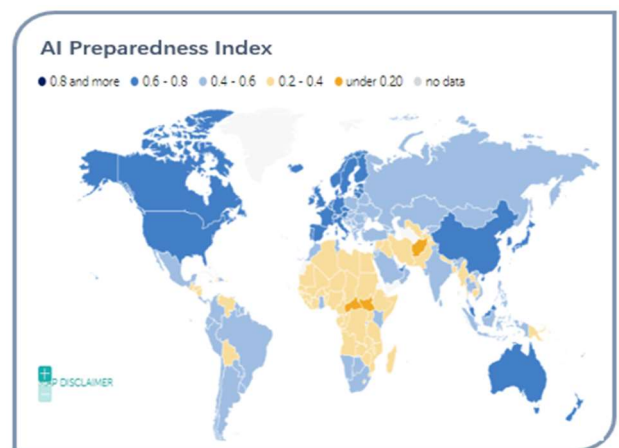 AI Preparedness Index
0.8 and more 0.6 - 0.8 0.4 - 0.6 0.2 - 0.4 under 0.20 no data
+
DISCLAIMER